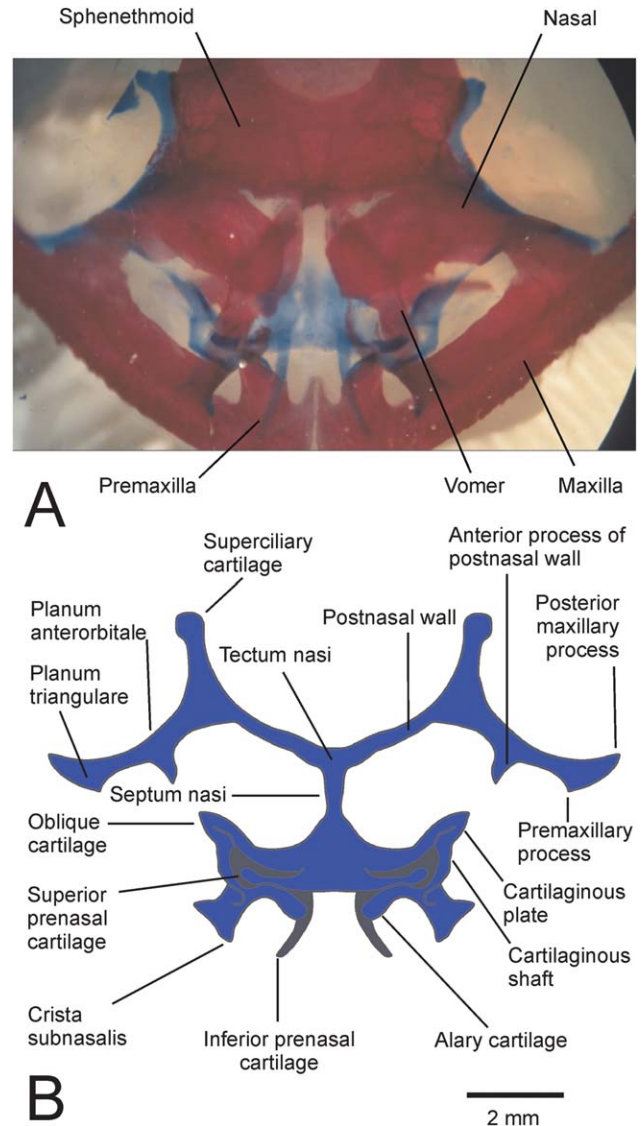 Sphenethmoid
Nasal
Premaxilla
Vomer
Maxilla
A
Superciliary
cartilage
Anterior process of
postnasal wall
Planum
anterorbitale
Postnasal wall
Posterior
maxillary
process
Tectum nasi
Planum
triangulare
Septum nasi
Oblique
cartilage
Premaxillary
process
Superior
prenasal
cartilage
Cartilaginous
plate
Cartilaginous
shaft
Crista
subnasalis
Inferior prenasal
cartilage
Alary cartilage
B
2 mm